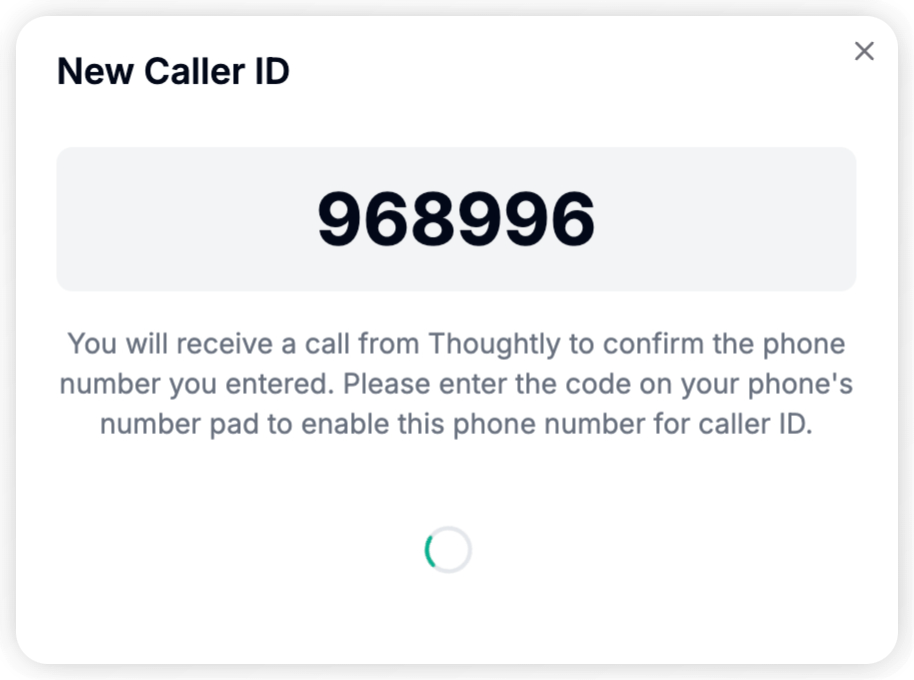 New Caller ID
968996
You will receive a call from Thoughtly to confirm the phone
number you entered. Please enter the code on your phone's
number pad to enable this phone number for caller ID.